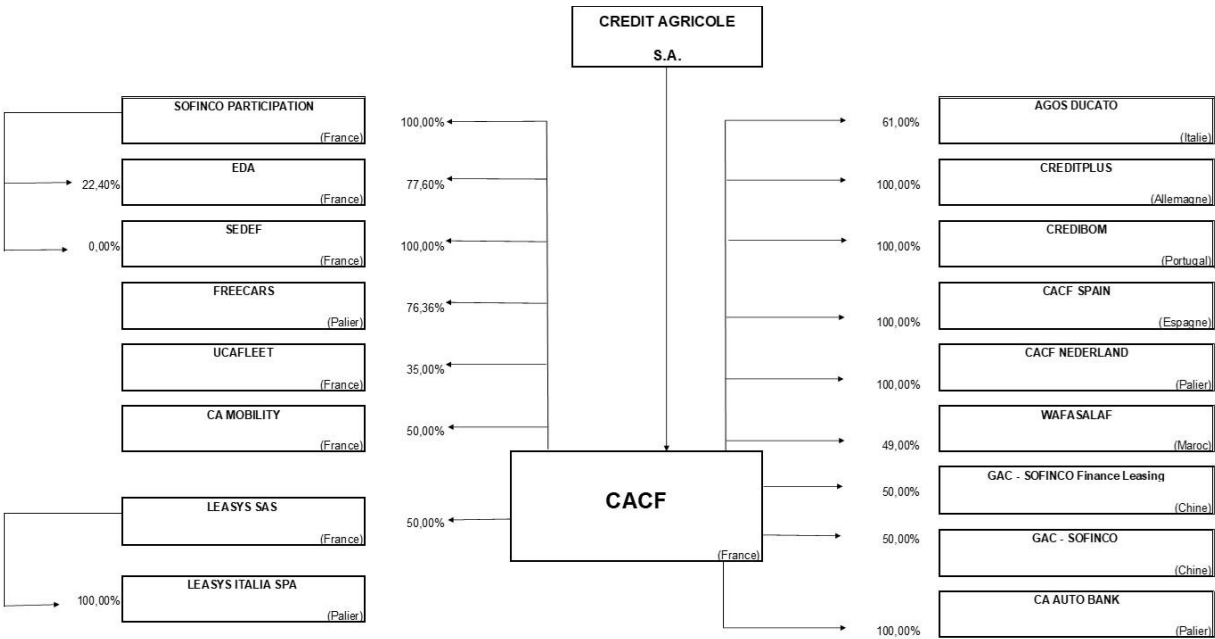 CREDIT AGRICOLE
S.A.
SOFINCO PARTICIPATION
(France)
100,00%
EDA
22,40%
(France)
77,60%
SEDEF
0,00%
(France)
100,00%
FREECARS
(Palier)
76,36%
UCAFLEET
(France)
35,00%
CA MOBILITY
(France)
50,00%
LEASYS SAS
(France)
50,00%
LEASYS ITALIA SPA
100,00%
(Palier)
CACF
(France)
AGOS DUCATO
61,00%
(Italie)
CREDITPLUS
100,00%
(Allemagne)
CREDIBOM
100,00%
(Portugal)
CACF SPAIN
100,00%
(Espagne)
CACF NEDERLAND
100,00%
(Palier)
WAFASALAF
49,00%
(Maroc)
GAC - SOFINCO Finance Leasing
50,00%
(Chine)
GAC - SOFINCO
50,00%
(Chine)
CA AUTO BANK
100,00%
(Palier)